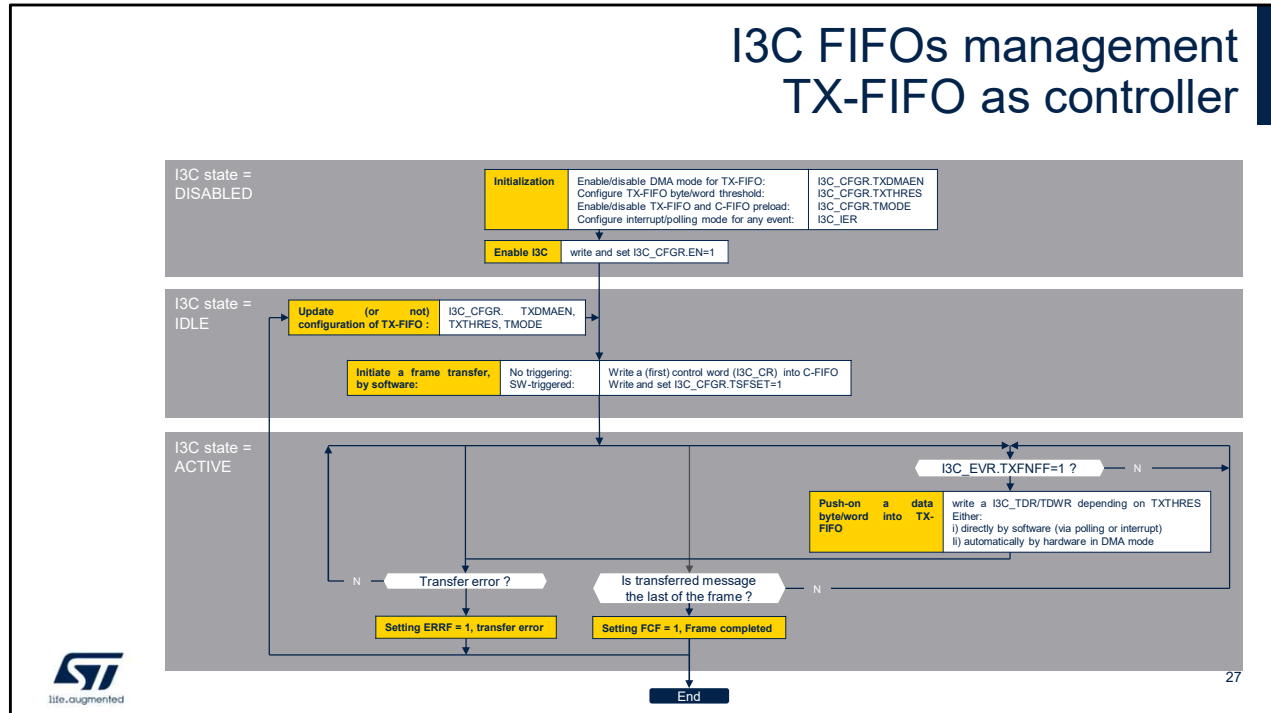 I3C FIFOs management
TX-FIFO as controller
I3C state =
DISABLED
Initialization
Enable/disable DMA mode for TX-FIFO: I3C_CFGR.TXDMAEN
Configure TX-FIFO byte/word threshold: I3C_CFGR.TXTHRES
Enable/disable TX-FIFO and C-FIFO preload: I3C_CFGR.TMODE
Configure interrupt/polling mode for any event: I3C_IER
Enable I3C write and set I3C_CFGR.EN=1
I3C state =
IDLE
Update (or not)
configuration of TX-FIFO :
I3C_CFGR. TXDMAEN,
TXTHRES, TMODE
Initiate a frame transfer,
by software:
No triggering: Write a (first) control word (I3C_CR) into C-FIFO
SW-triggered: Write and set I3C_CFGR.TSFSET=1
I3C state =
ACTIVE
I3C_EVR.TXFNFF=1 ? N
Push-on a data
byte/word into TX-
FIFO
write a I3C_TDR/TDWR depending on TXTHRES
Either:
i) directly by software (via polling or interrupt)
Ii) automatically by hardware in DMA mode
N Transfer error ?
Is transferred message
the last of the frame ?
N
Setting ERRF = 1, transfer error
Setting FCF = 1, Frame completed
End
27
ST
life.augmented